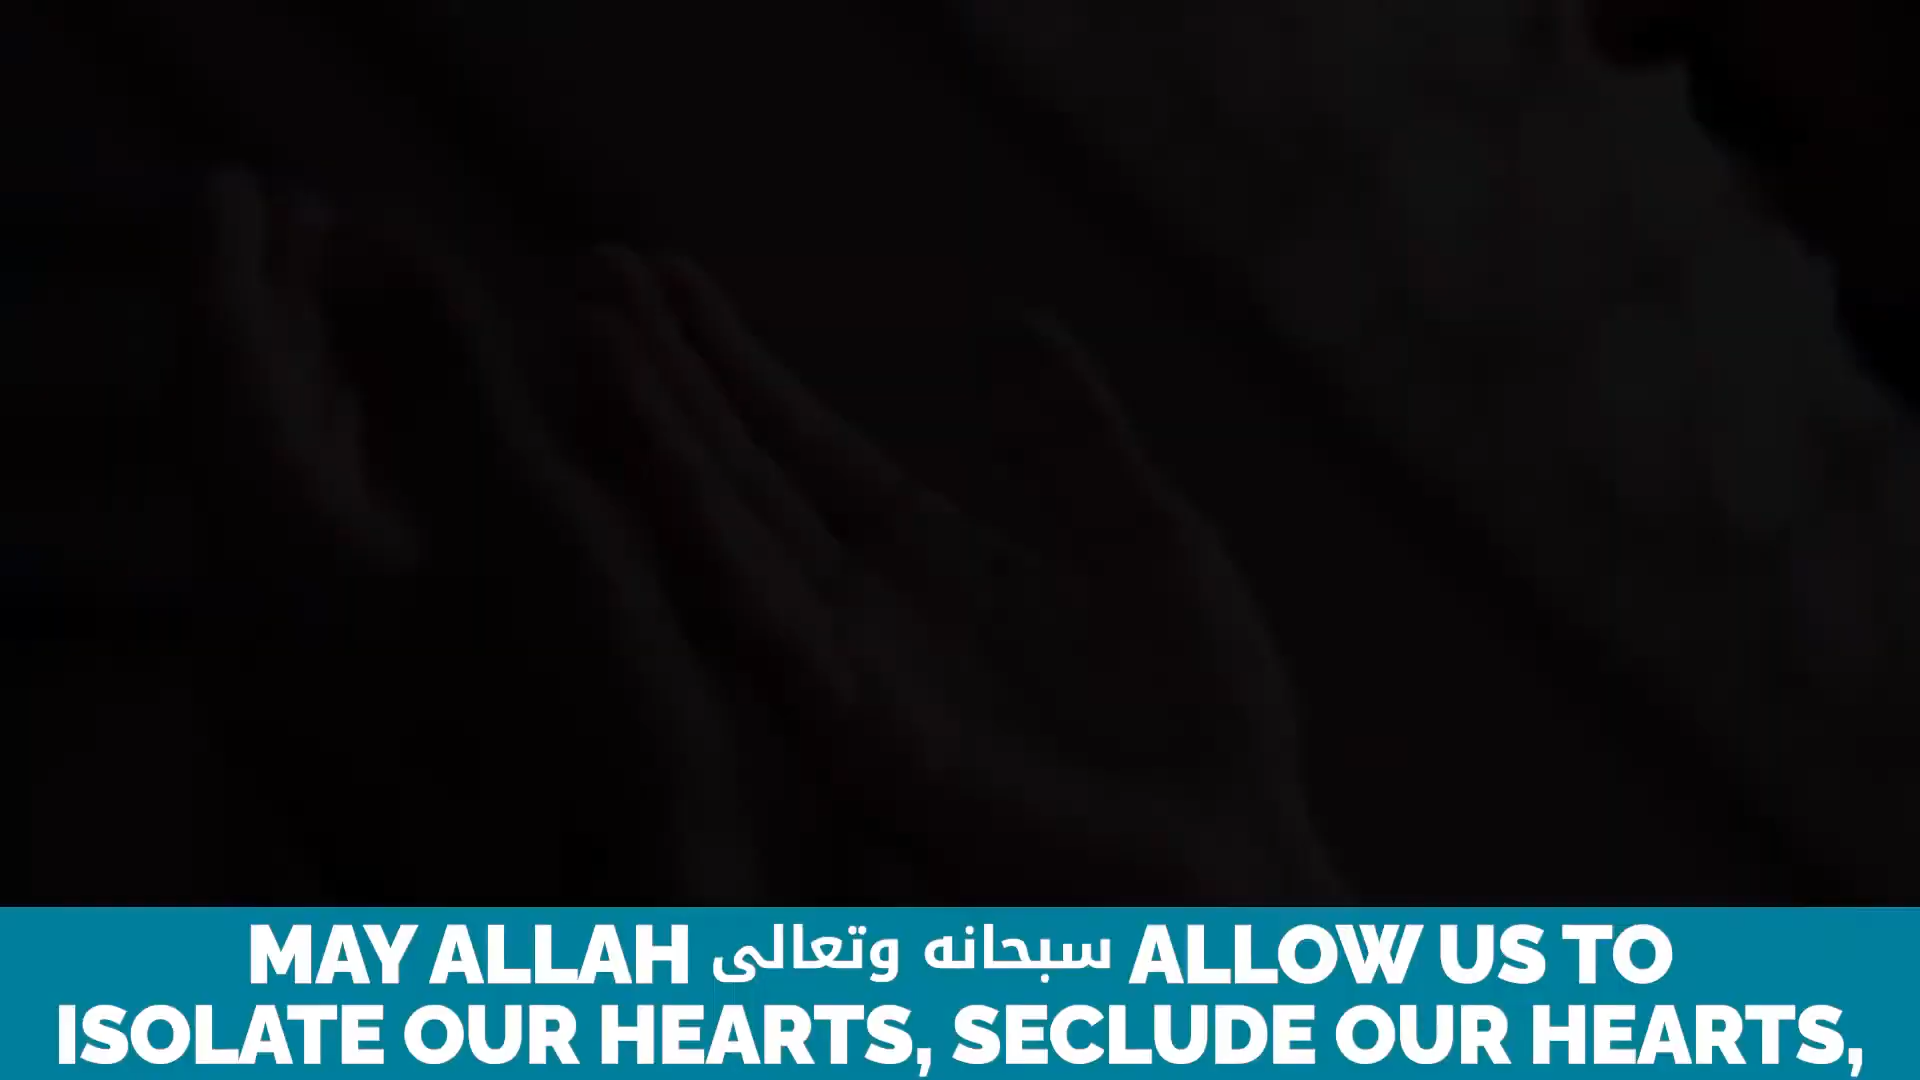 MAY ALLAH سبحانه وتعالى ALLOW US TO
ISOLATE OUR HEARTS, SECLUDE OUR HEARTS,